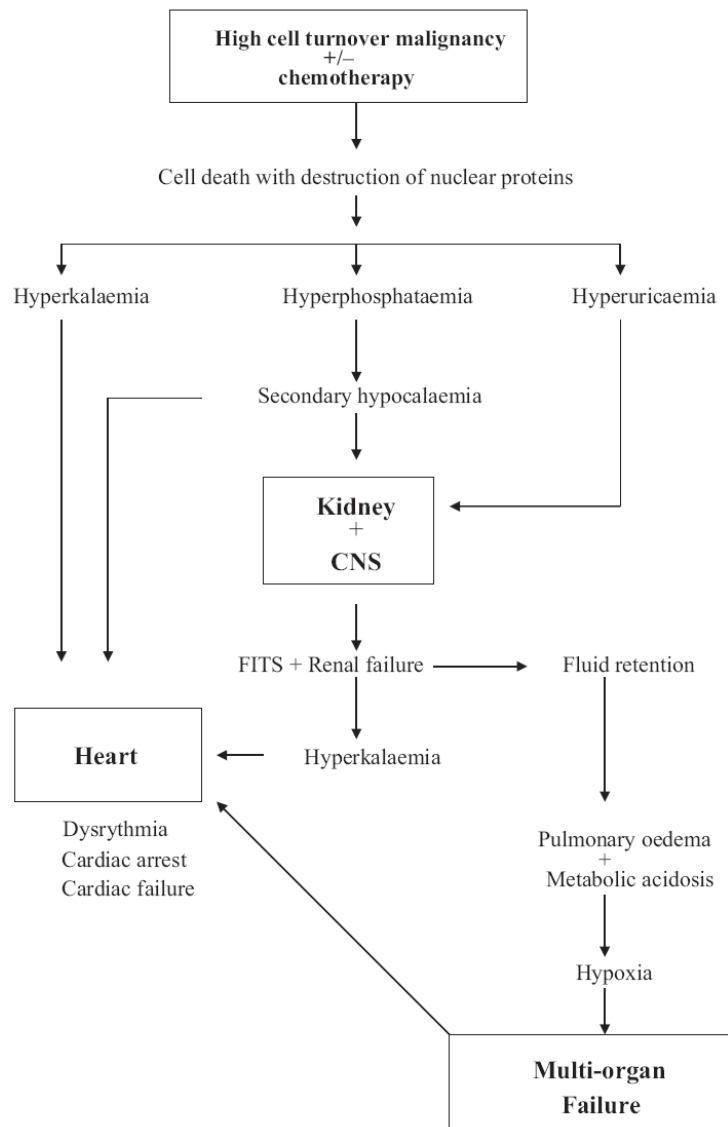 High cell turnover malignancy
+/–
chemotherapy
Cell death with destruction of nuclear proteins
Hyperkalaemia
Hyperphosphataemia
Hyperuricaemia
Secondary hypocalaemia
Kidney
+
CNS
FITS + Renal failure
Fluid retention
Heart
Hyperkalaemia
Dysrythmia
Cardiac arrest
Cardiac failure
Pulmonary oedema
+
Metabolic acidosis
Hypoxia
Multi-organ
Failure